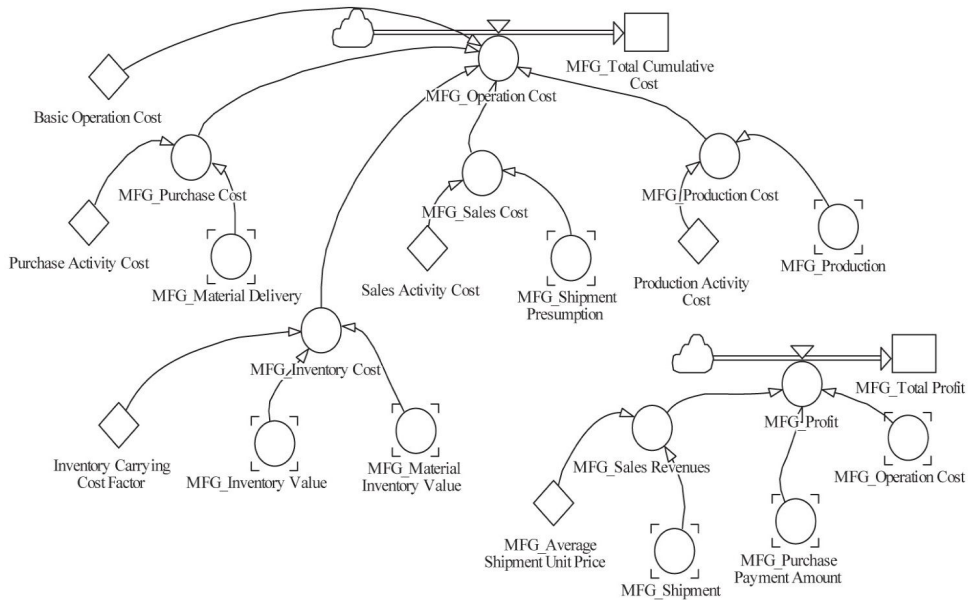 MFG_Total Cumulative
Cost
MFG_Operation Cost
Basic Operation Cost
MFG_Purchase Cost
MFG_Sales Cost
MFG_Production Cost
Purchase Activity Cost
MFG_Material Delivery
Sales Activity Cost
MFG_Shipment
Presumption
Production Activity
Cost
MFG_Production
MFG_Inventory Cost
Inventory Carrying
Cost Factor
MFG_Inventory Value
MFG_Material
Inventory Value
MFG_Total Profit
MFG_Profit
MFG_Sales Revenues
MFG_Operation Cost
MFG_Average
Shipment Unit Price
MFG_Shipment
MFG_Purchase
Payment Amount